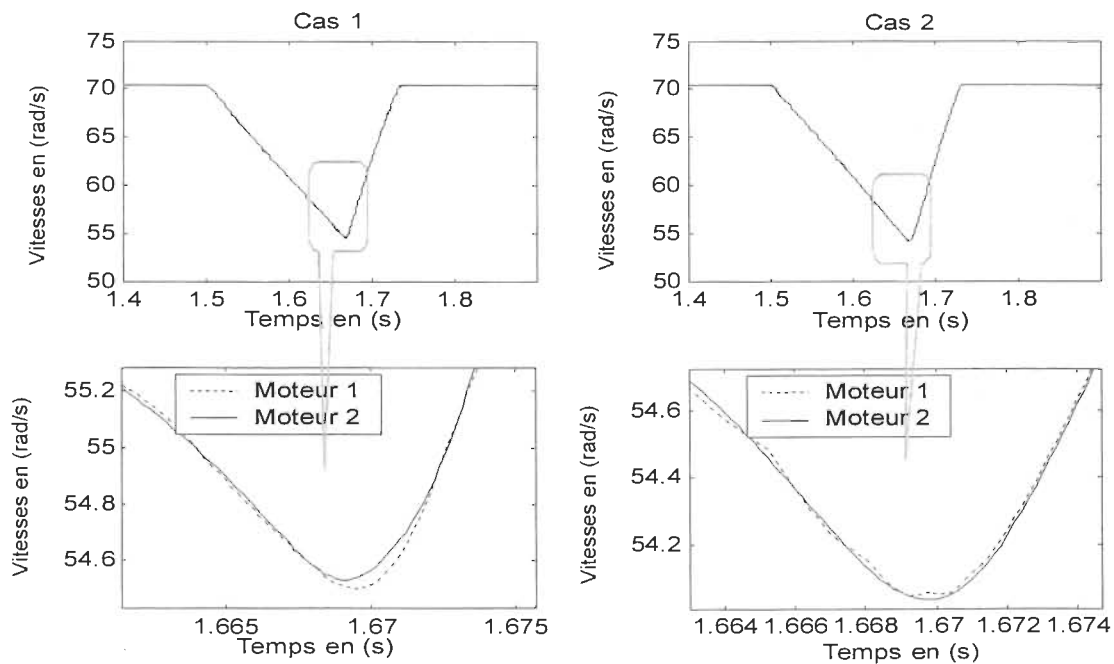 Cas 1
75
70
65
60
55
50
Vitesses en (rad/s)
1.4 1.5 1.6 1.7 1.8
Temps en (s)
Cas 2
75
70
65
60
55
50
Vitesses en (rad/s)
1.4 1.5 1.6 1.7 1.8
Temps en (s)
55.2
55
54.8
54.6
Vitesses en (rad/s)
Moteur 1
Moteur 2
1.665 1.67 1.675
Temps en (s)
54.6
54.4
54.2
Vitesses en (rad/s)
Moteur 1
Moteur 2
1.664 1.666 1.668 1.67 1.672 1.674
Temps en (s)